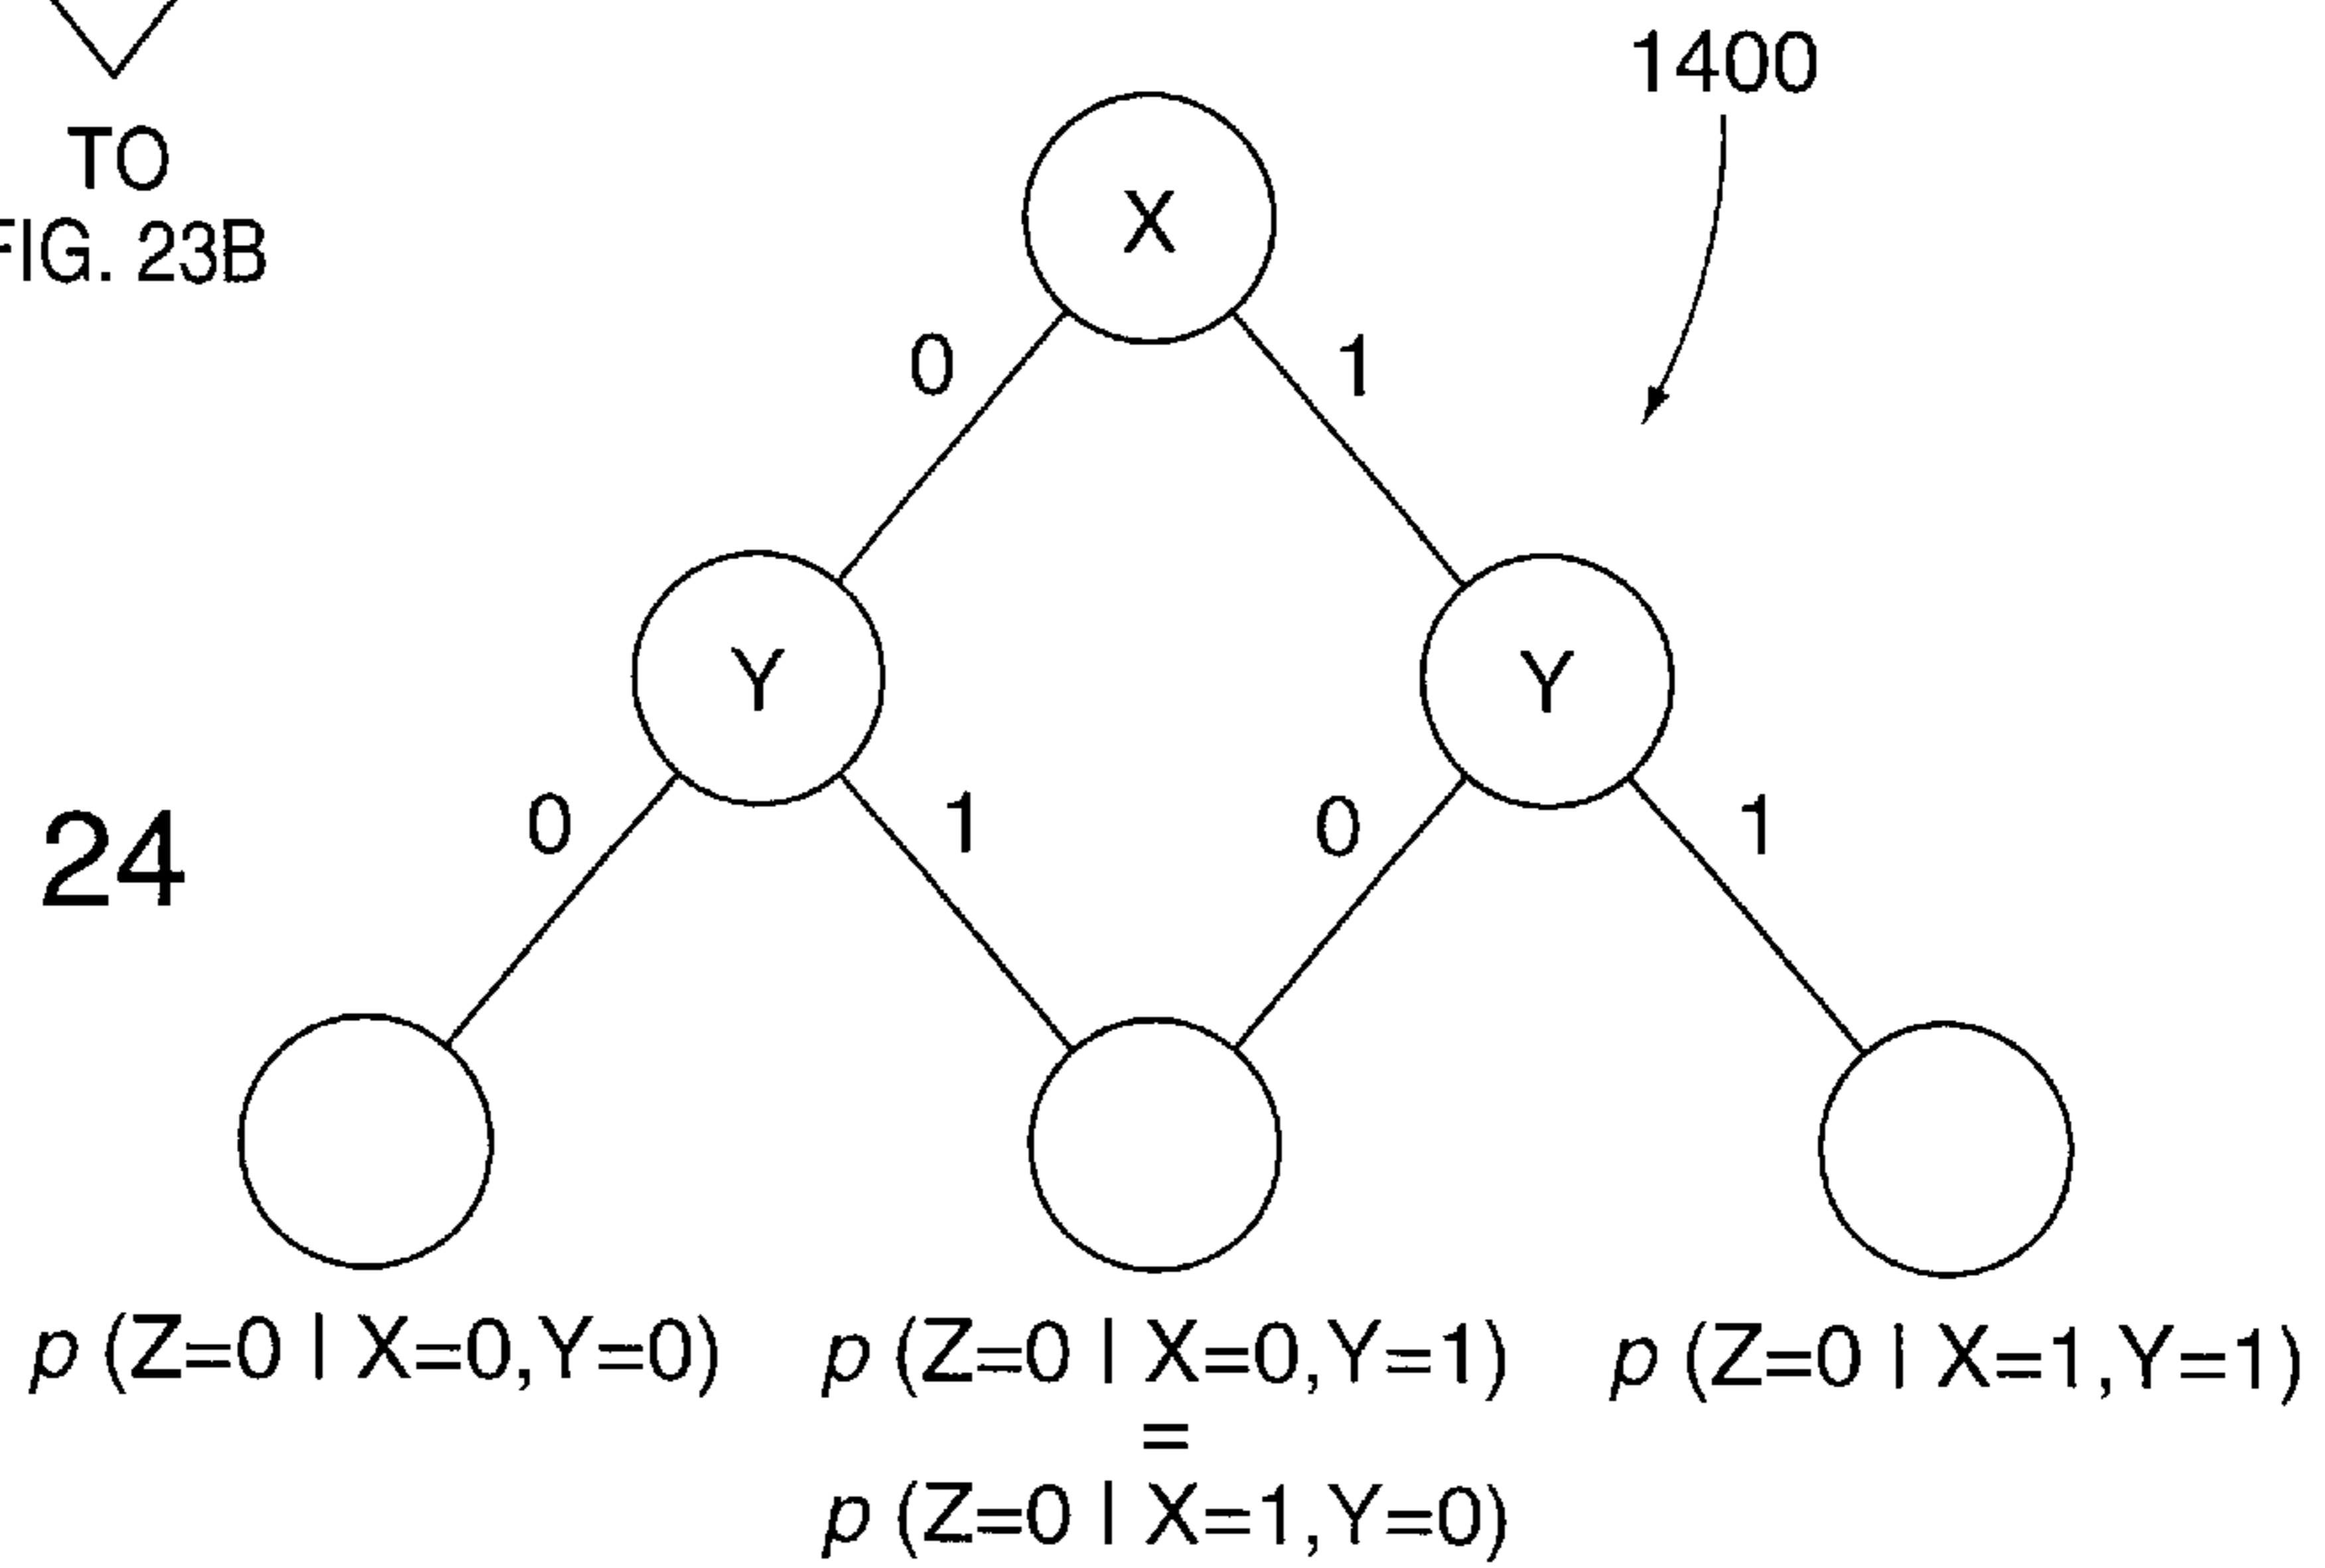 1400
TO
FIG. 23B
X
0 1
Y Y
0 1 0 1
24
p (Z=0 | X=0,Y=0) p (Z=0 | X=0,Y=1) p (Z=0 | X=1,Y=1)
=
p (Z=0 | X=1,Y=0)